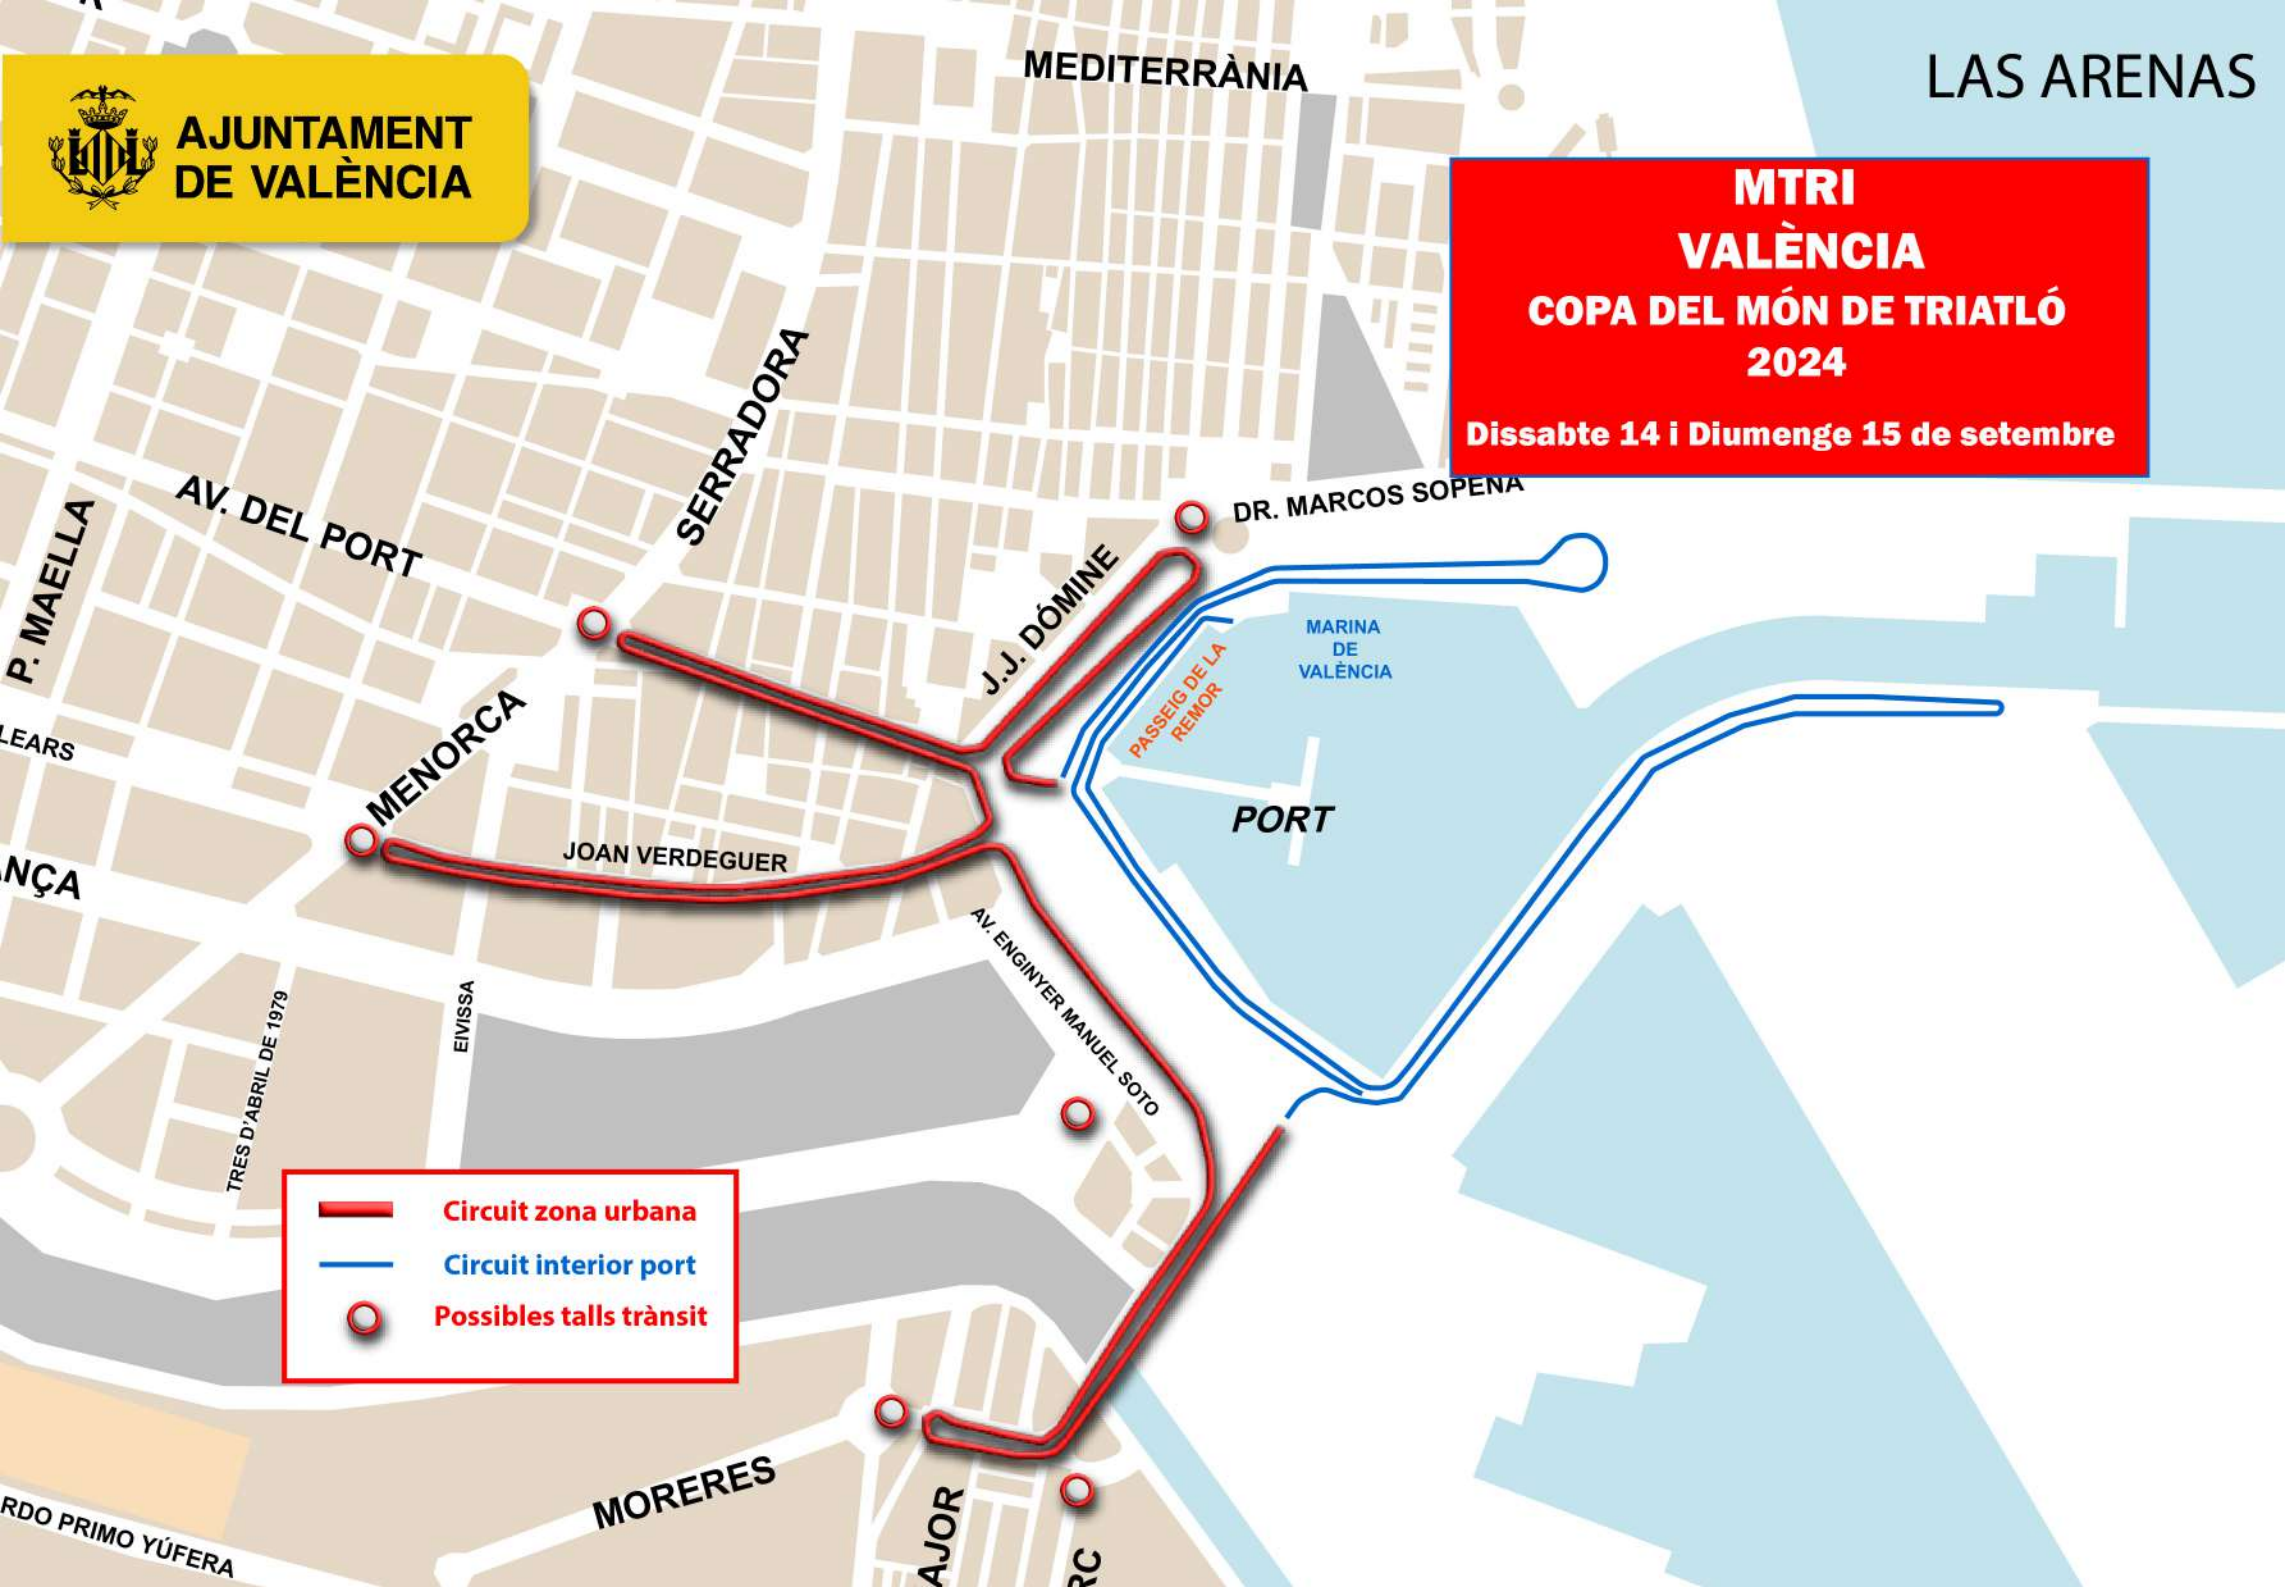 MEDITERRÀNIA
LAS ARENAS
AJUNTAMENT
DE VALÈNCIA
MTRI
VALÈNCIA
COPA DEL MÓN DE TRIATLÓ
2024
Dissabte 14 i Diumenge 15 de setembre
SERRADORA
AV. DEL PORT
P. MAELLA
DR. MARCOS SOPENA
J.J. DÓMINE
MARINA
DE
VALÈNCIA
PASSEIG DE LA
REMOR
MENORCA
LEARS
PORT
JOAN VERDEGUER
NÇA
AV. ENGINYER MANUEL SOTO
EIVISSA
TRES D'ABRIL DE 1979
Circuit zona urbana
Circuit interior port
Possibles talls trànsit
MORERES
AJOR
RC
RDO PRIMO YÚFERA